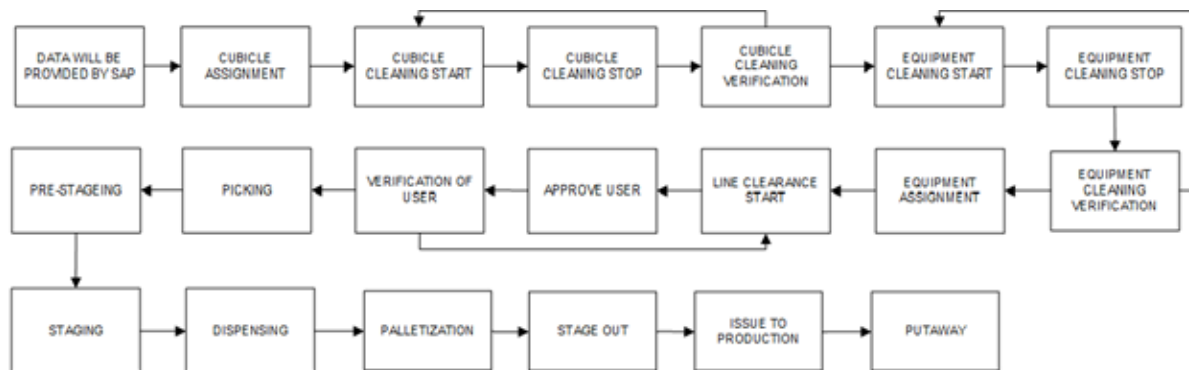 DATA WILL BE
PROVIDED BY SAP
CUBICLE
ASSIGNMENT
CUBICLE
CLEANING START
CUBICLE
CLEANING STOP
CUBICLE
CLEANING
VERIFICATION
EQUIPMENT
CLEANING START
EQUIPMENT
CLEANING STOP
PRE-STAGEING
PICKING
VERIFICATION OF
USER
APPROVE USER
LINE CLEARANCE
START
EQUIPMENT
ASSIGNMENT
EQUIPMENT
CLEANING
VERIFICATION
STAGING
DISPENSING
PALLETIZATION
STAGE OUT
ISSUE TO
PRODUCTION
PUTAWAY